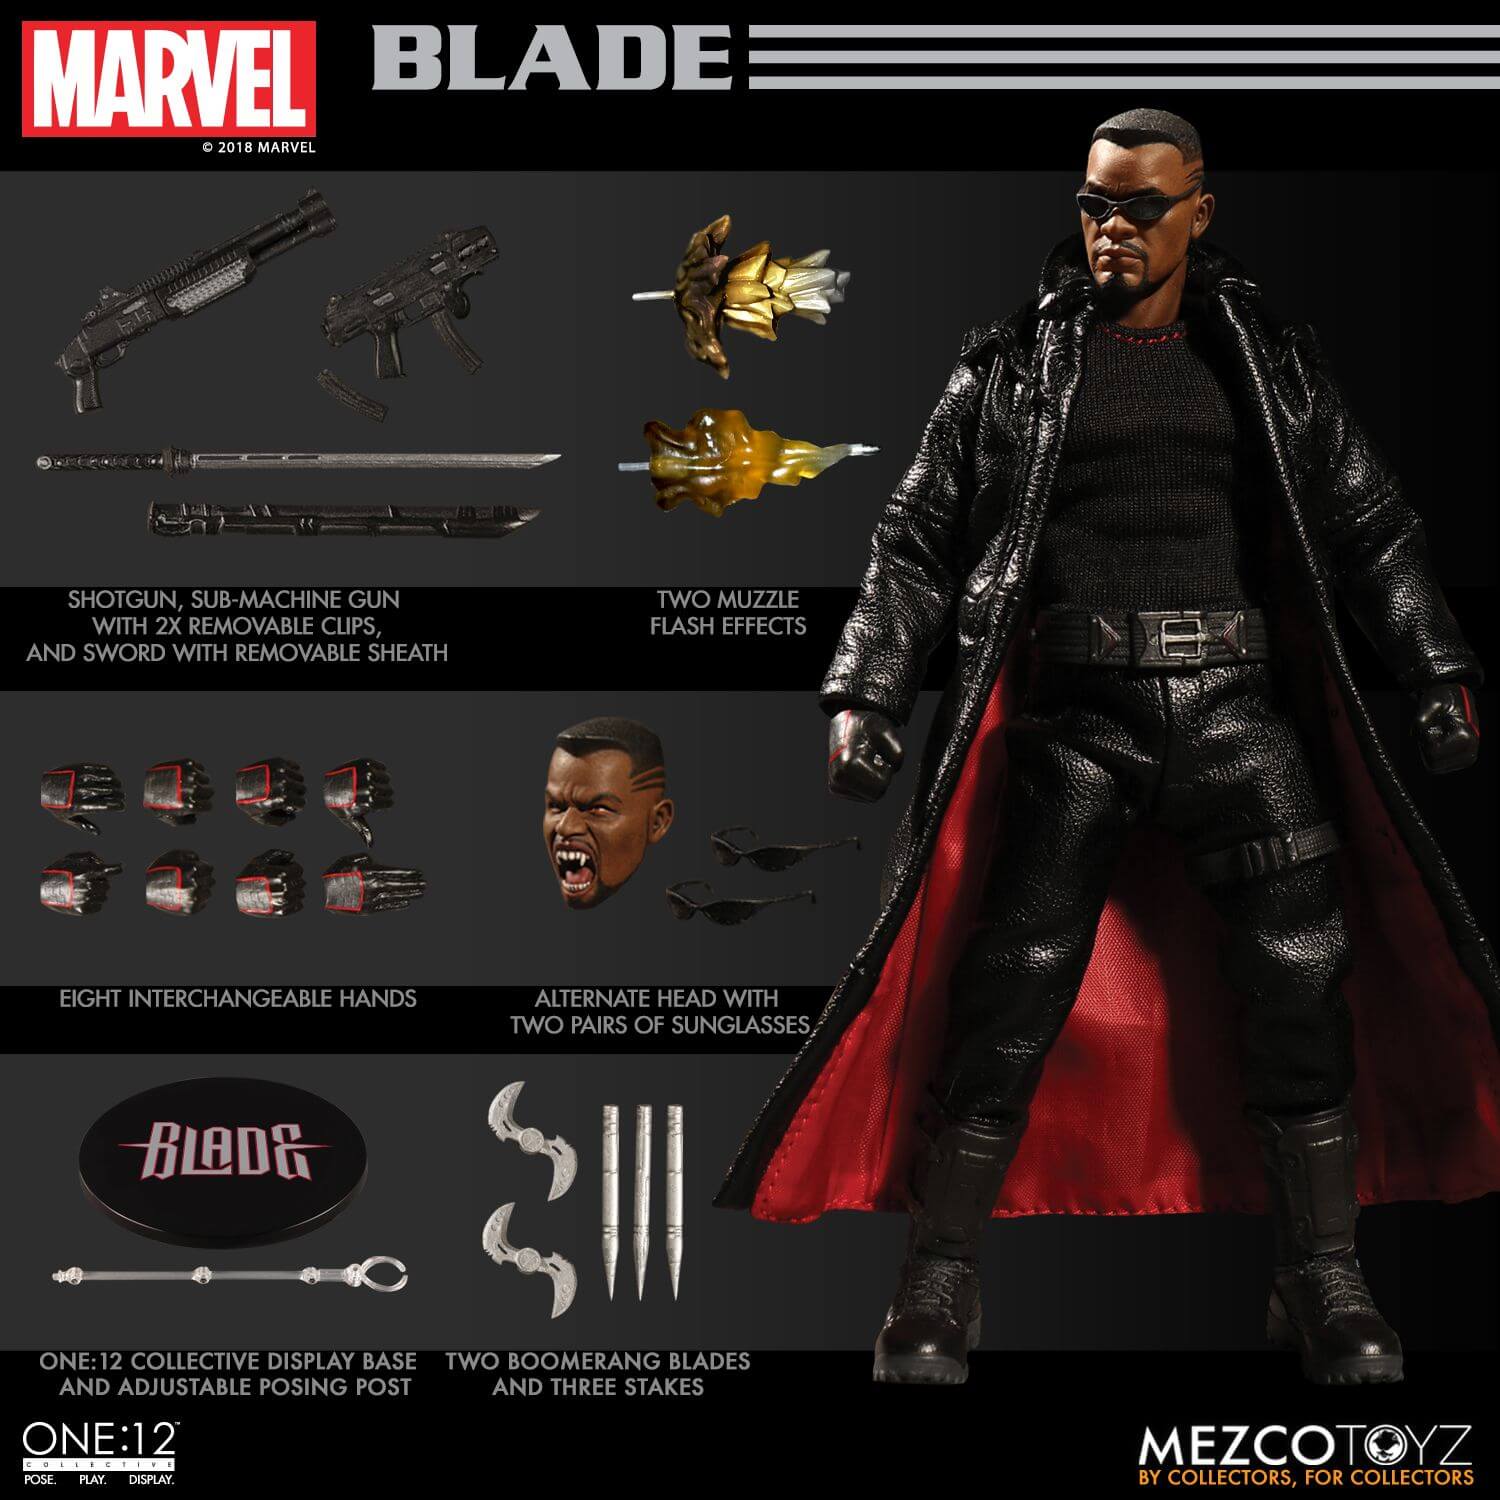 MARVEL
© 2018 MARVEL
BLADE
SHOTGUN, SUB-MACHINE GUN
WITH 2X REMOVABLE CLIPS,
AND SWORD WITH REMOVABLE SHEATH
TWO MUZZLE
FLASH EFFECTS
EIGHT INTERCHANGEABLE HANDS
ALTERNATE HEAD WITH
TWO PAIRS OF SUNGLASSES
BLADE
ONE:12 COLLECTIVE DISPLAY BASE
AND ADJUSTABLE POSING POST
TWO BOOMERANG BLADES
AND THREE STAKES
ONE:12™
COLLECTIVE
POSE. PLAY. DISPLAY.
MEZCOTOYZ
BY COLLECTORS, FOR COLLECTORS